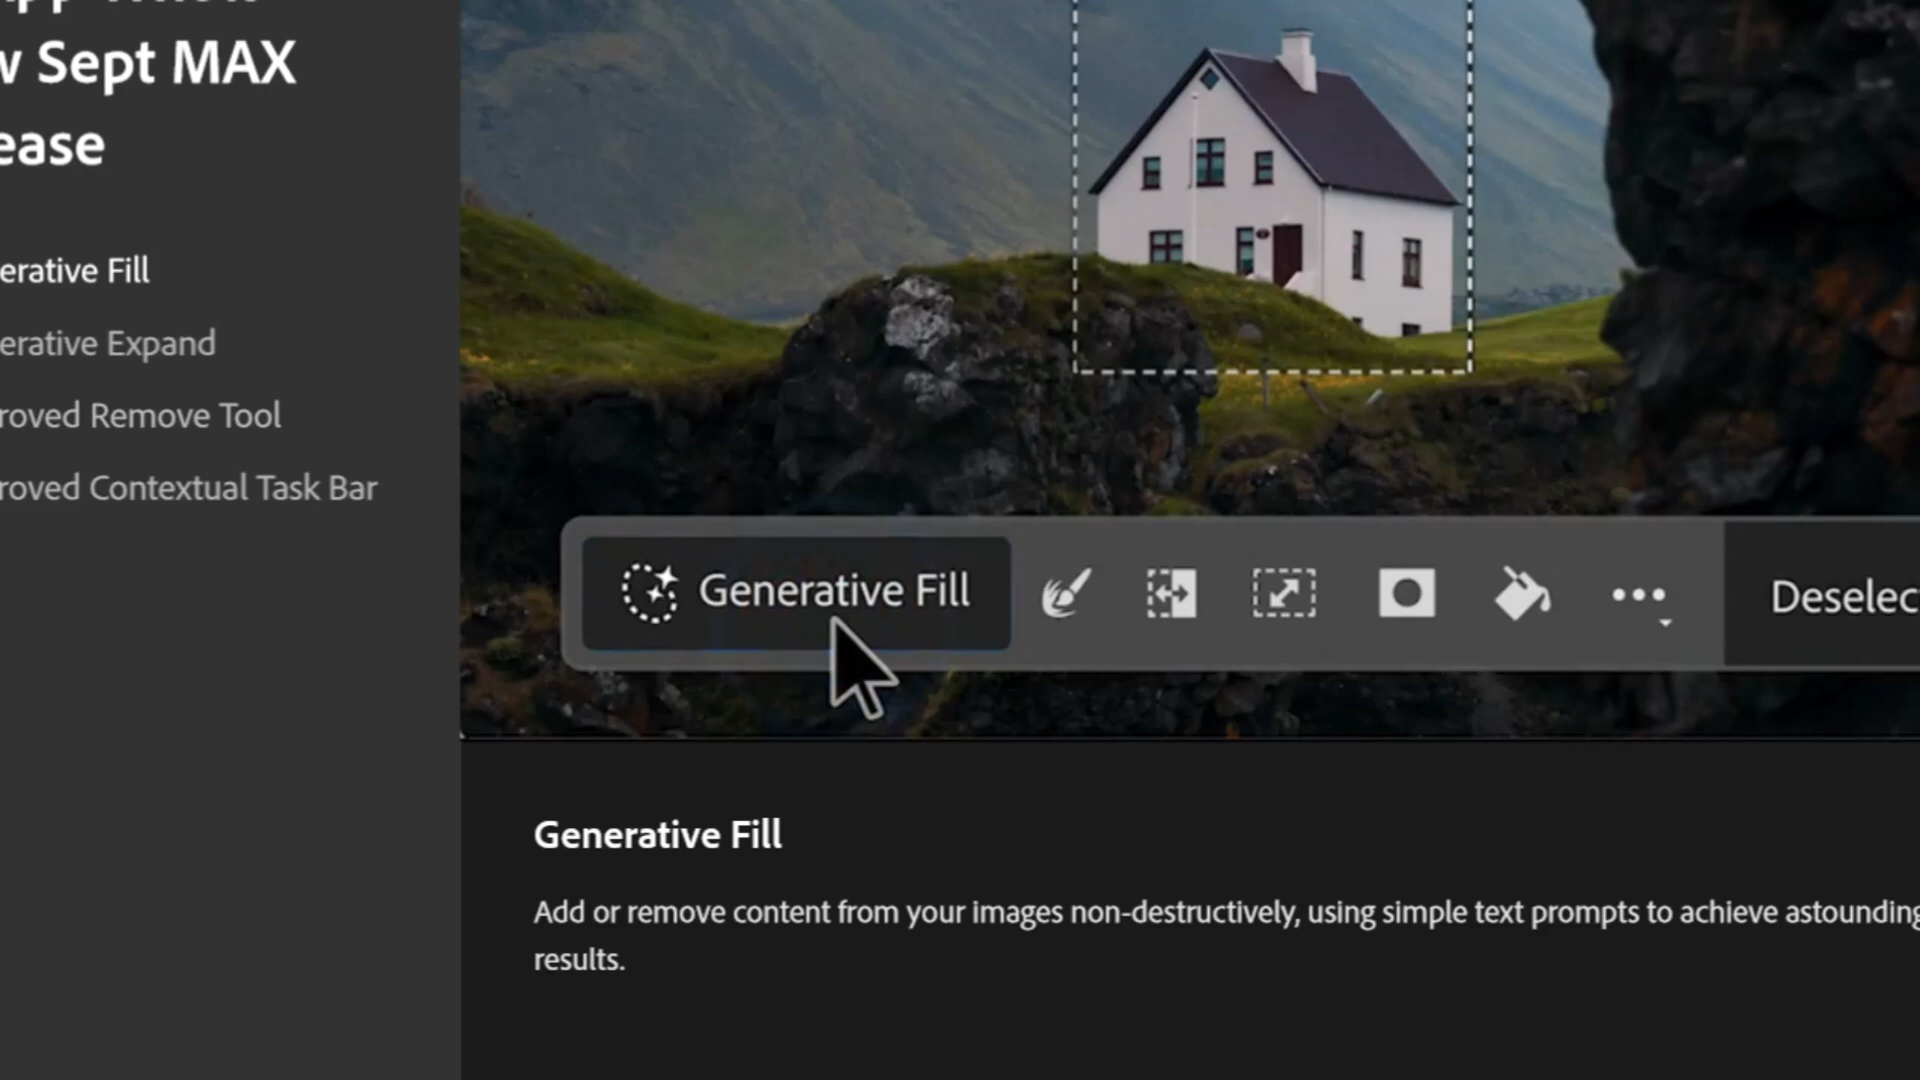 w Sept MAX
ease
erative Fill
erative Expand
roved Remove Tool
roved Contextual Task Bar
Generative Fill
Deselec
Generative Fill
Add or remove content from your images non-destructively, using simple text prompts to achieve astounding
results.